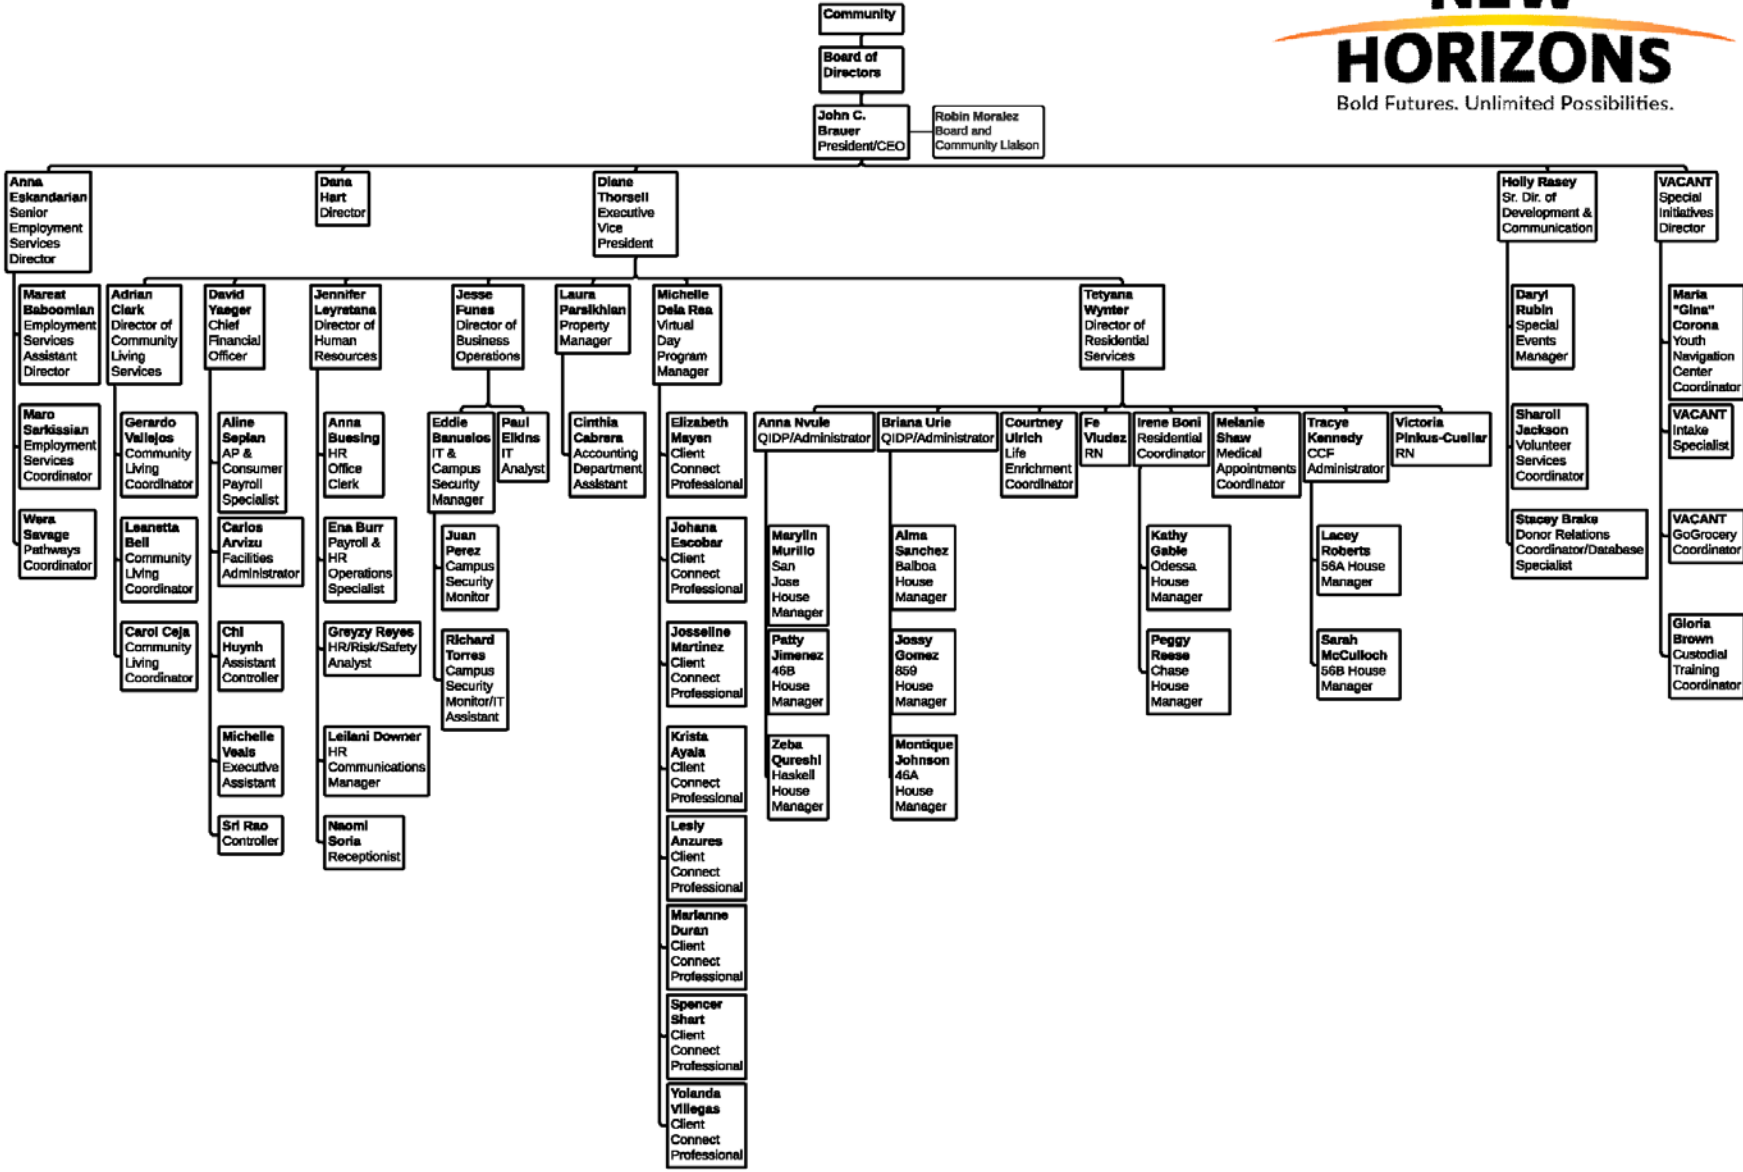 NEW
HORIZONS
Bold Futures. Unlimited Possibilities.
Community
Board of
Directors
John C.
Brauer
President/CEO
Robin Moralez
Board and
Community Liaison
Anna
Eskandarian
Senior
Employment
Services
Director
Dana
Hart
Director
Diane
Thorsell
Executive
Vice
President
Holly Rasey
Sr. Dir. of
Development &
Communication
VACANT
Special
Initiatives
Director
Mareat
Baboomian
Employment
Services
Assistant
Director
Adrian
Clark
Director of
Community
Living
Services
David
Yaeger
Chief
Financial
Officer
Jennifer
Leyretana
Director of
Human
Resources
Jesse
Funes
Director of
Business
Operations
Laura
Parsikhian
Property
Manager
Michelle
Dela Rea
Virtual
Day
Program
Manager
Tetyana
Wynter
Director of
Residential
Services
Daryl
Rubin
Special
Events
Manager
Maria
"Gina"
Corona
Youth
Navigation
Center
Coordinator
Maro
Sarkissian
Employment
Services
Coordinator
Gerardo
Vallejos
Community
Living
Coordinator
Aline
Sepian
AP &
Consumer
Payroll
Specialist
Anna
Buesing
HR
Office
Clerk
Eddie
Banuelos
IT &
Campus
Security
Manager
Paul
Elkins
IT
Analyst
Cinthia
Cabrera
Accounting
Department
Assistant
Elizabeth
Mayen
Client
Connect
Professional
Anna Nvule
QIDP/Administrator
Briana Urie
QIDP/Administrator
Courtney
Ulrich
Life
Enrichment
Coordinator
Fe
Viudez
RN
Irene Boni
Residential
Coordinator
Melanie
Shaw
Medical
Appointments
Coordinator
Tracye
Kennedy
CCF
Administrator
Victoria
Pinkus-Cuellar
RN
Sharoll
Jackson
Volunteer
Services
Coordinator
VACANT
Intake
Specialist
Wera
Savage
Pathways
Coordinator
Leanetta
Bell
Community
Living
Coordinator
Carlos
Arvizu
Facilities
Administrator
Ena Burr
Payroll &
HR
Operations
Specialist
Juan
Perez
Campus
Security
Monitor
Johana
Escobar
Client
Connect
Professional
Marylin
Murillo
San
Jose
House
Manager
Alma
Sanchez
Balboa
House
Manager
Kathy
Gable
Odessa
House
Manager
Lacey
Roberts
56A House
Manager
Stacey Brake
Donor Relations
Coordinator/Database
Specialist
VACANT
GoGrocery
Coordinator
Carol Ceja
Community
Living
Coordinator
Chi
Huynh
Assistant
Controller
Greyzy Reyes
HR/Risk/Safety
Analyst
Richard
Torres
Campus
Security
Monitor/IT
Assistant
Josseline
Martinez
Client
Connect
Professional
Patty
Jimenez
46B
House
Manager
Jossy
Gomez
859
House
Manager
Peggy
Reese
Chase
House
Manager
Sarah
McCulloch
56B House
Manager
Gloria
Brown
Custodial
Training
Coordinator
Michelle
Veals
Executive
Assistant
Leilani Downer
HR
Communications
Manager
Krista
Ayala
Client
Connect
Professional
Zeba
Qureshi
Haskell
House
Manager
Montique
Johnson
46A
House
Manager
Sri Rao
Controller
Naomi
Soria
Receptionist
Lesly
Anzures
Client
Connect
Professional
Marianne
Duran
Client
Connect
Professional
Spencer
Shart
Client
Connect
Professional
Yolanda
Villegas
Client
Connect
Professional